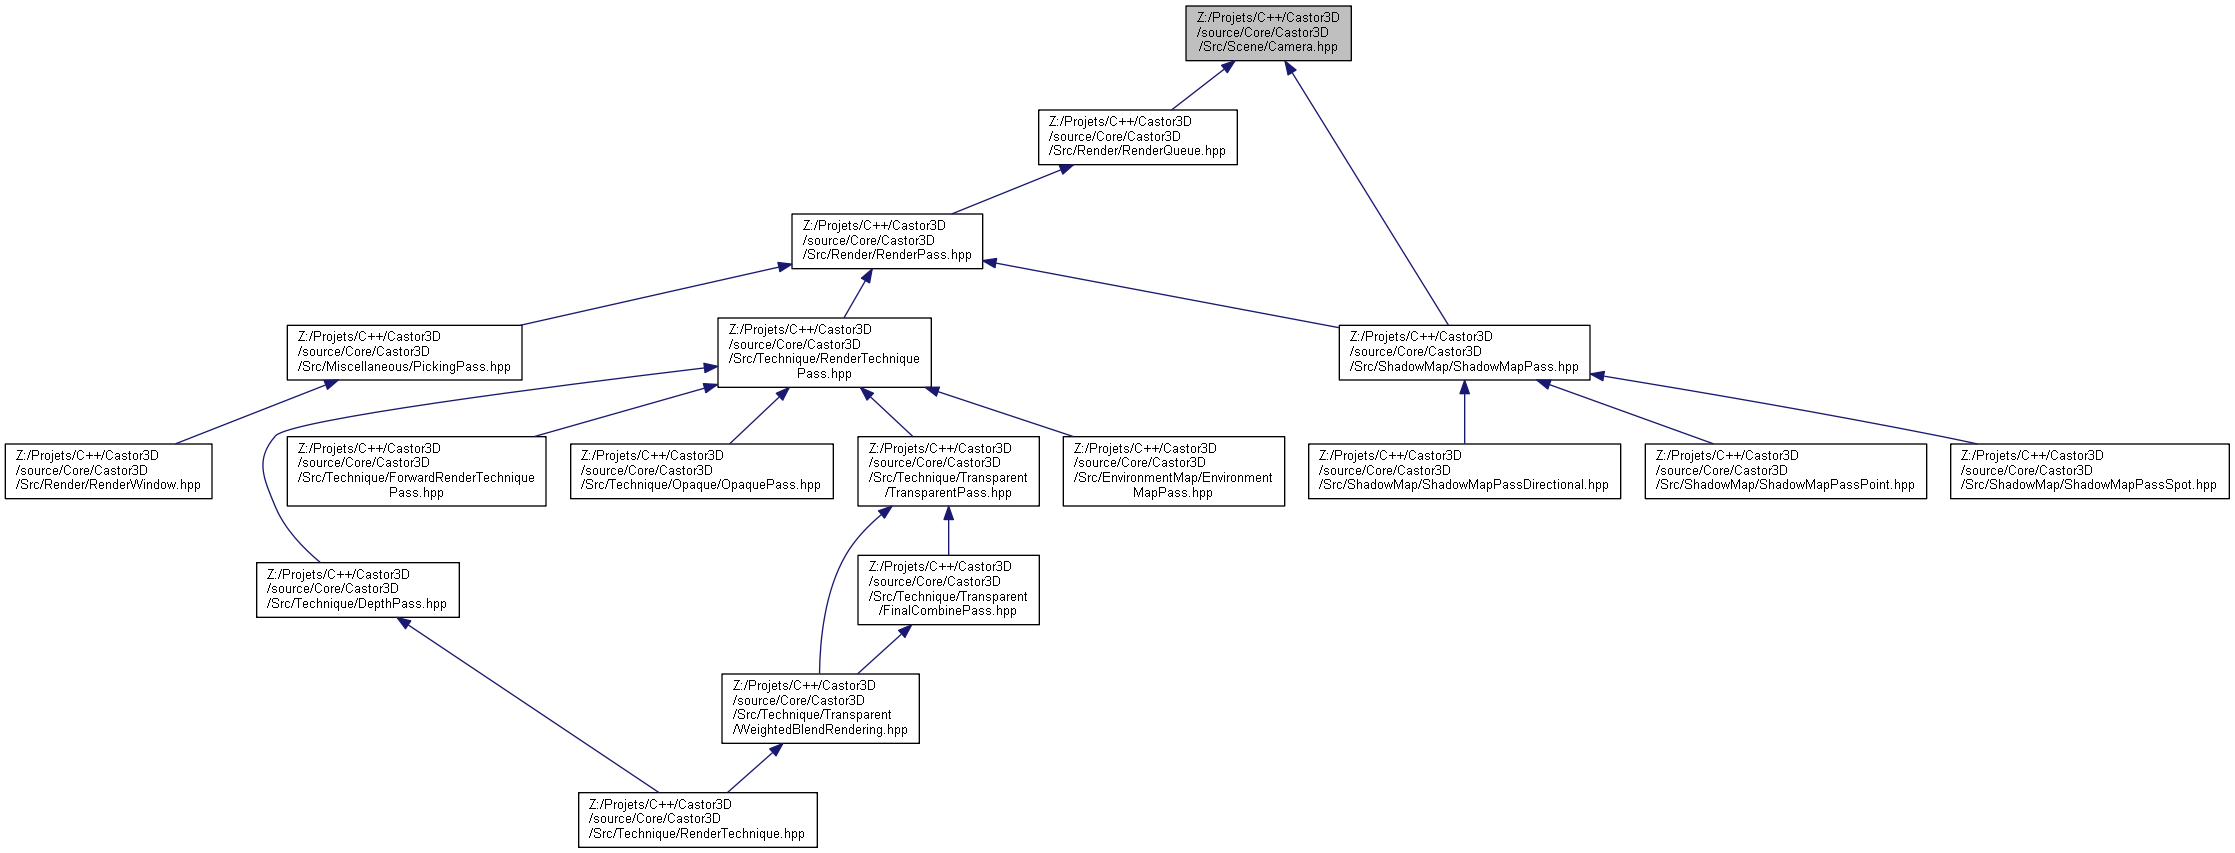 Z:/Projets/C++/Castor3D
/source/Core/Castor3D
/Src/Scene/Camera.hpp
Z:/Projets/C++/Castor3D
/source/Core/Castor3D
/Src/Render/RenderQueue.hpp
Z:/Projets/C++/Castor3D
/source/Core/Castor3D
/Src/Render/RenderPass.hpp
Z:/Projets/C++/Castor3D
/source/Core/Castor3D
/Src/Miscellaneous/PickingPass.hpp
Z:/Projets/C++/Castor3D
/source/Core/Castor3D
/Src/Technique/RenderTechnique
Pass.hpp
Z:/Projets/C++/Castor3D
/source/Core/Castor3D
/Src/ShadowMap/ShadowMapPass.hpp
Z:/Projets/C++/Castor3D
/source/Core/Castor3D
/Src/Render/RenderWindow.hpp
Z:/Projets/C++/Castor3D
/source/Core/Castor3D
/Src/Technique/ForwardRenderTechnique
Pass.hpp
Z:/Projets/C++/Castor3D
/source/Core/Castor3D
/Src/Technique/Opaque/OpaquePass.hpp
Z:/Projets/C++/Castor3D
/source/Core/Castor3D
/Src/Technique/Transparent
/TransparentPass.hpp
Z:/Projets/C++/Castor3D
/source/Core/Castor3D
/Src/EnvironmentMap/Environment
MapPass.hpp
Z:/Projets/C++/Castor3D
/source/Core/Castor3D
/Src/ShadowMap/ShadowMapPassDirectional.hpp
Z:/Projets/C++/Castor3D
/source/Core/Castor3D
/Src/ShadowMap/ShadowMapPassPoint.hpp
Z:/Projets/C++/Castor3D
/source/Core/Castor3D
/Src/ShadowMap/ShadowMapPassSpot.hpp
Z:/Projets/C++/Castor3D
/source/Core/Castor3D
/Src/Technique/DepthPass.hpp
Z:/Projets/C++/Castor3D
/source/Core/Castor3D
/Src/Technique/Transparent
/FinalCombinePass.hpp
Z:/Projets/C++/Castor3D
/source/Core/Castor3D
/Src/Technique/Transparent
/WeightedBlendRendering.hpp
Z:/Projets/C++/Castor3D
/source/Core/Castor3D
/Src/Technique/RenderTechnique.hpp